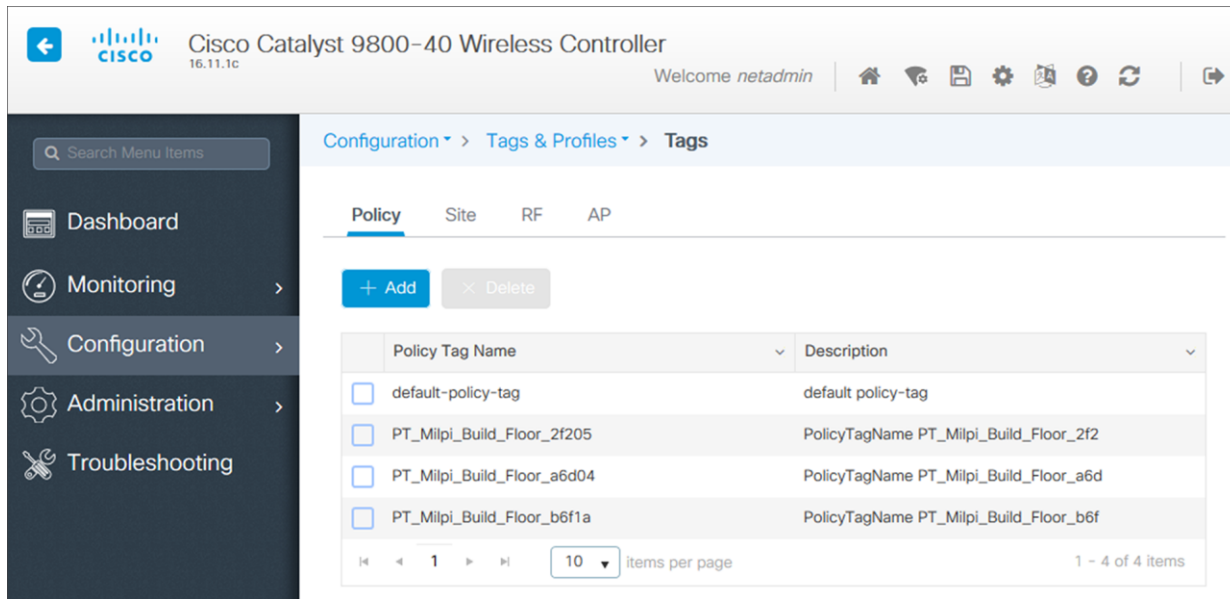 CISCO
Cisco Catalyst 9800-40 Wireless Controller
16.11.1c
Welcome netadmin
Search Menu Items
Dashboard
Monitoring
Configuration
Administration
Troubleshooting
Configuration > Tags & Profiles > Tags
Policy Site RF AP
+ Add × Delete
Policy Tag Name Description
default-policy-tag default policy-tag
PT_Milpi_Build_Floor_2f205 PolicyTagName PT_Milpi_Build_Floor_2f2
PT_Milpi_Build_Floor_a6d04 PolicyTagName PT_Milpi_Build_Floor_a6d
PT_Milpi_Build_Floor_b6f1a PolicyTagName PT_Milpi_Build_Floor_b6f
1 10 items per page 1 - 4 of 4 items